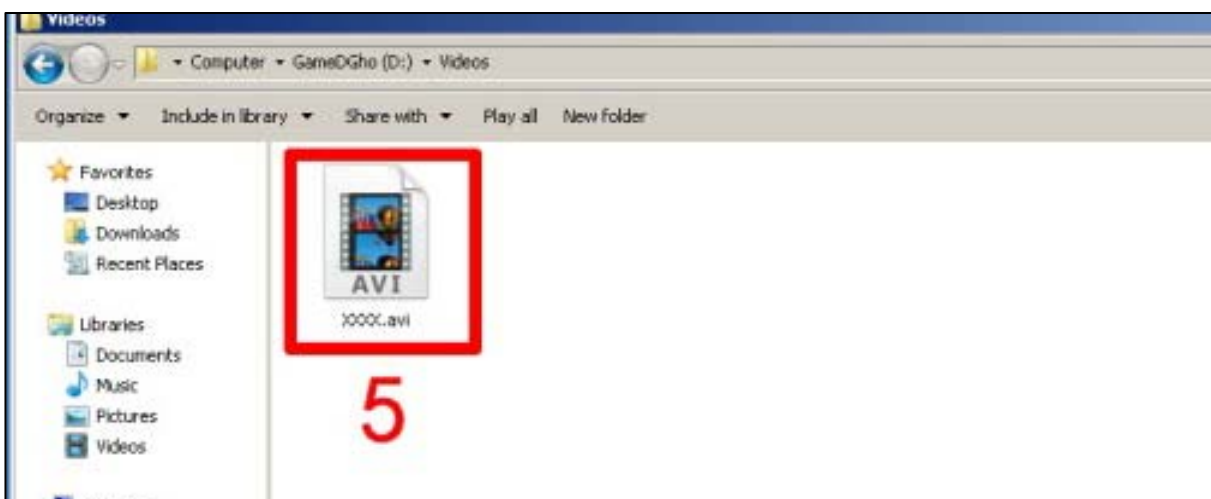 Videos
Computer GameDGho (D:) Videos
Organize Include in library Share with Play all New folder
Favorites
Desktop
Downloads
Recent Places
Libraries
Documents
Music
Pictures
Videos
AVI
XXXX.avi
5